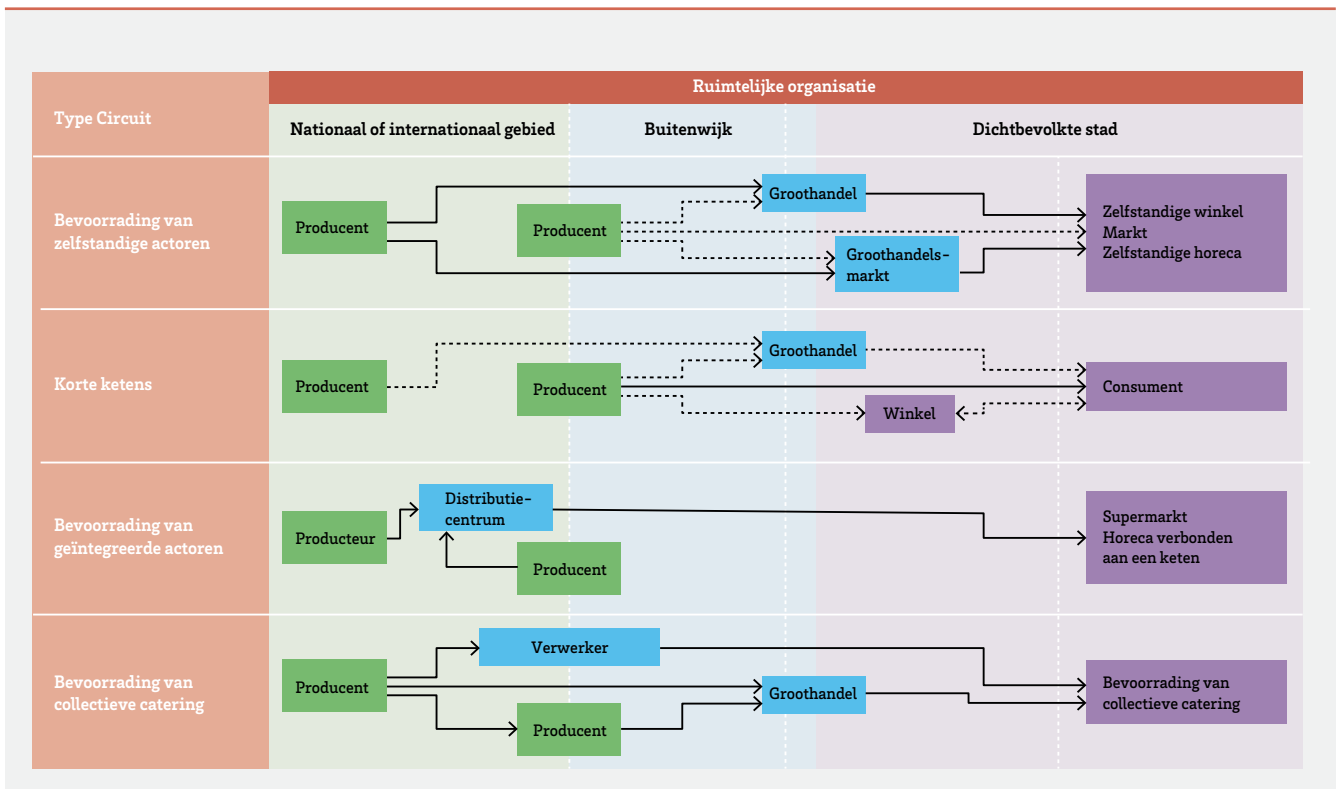 Ruimtelijke organisatie
Type Circuit
Nationaal of internationaal gebied
Buitenwijk
Dichtbevolkte stad
Bevoorrading van
zelfstandige actoren
Producent
Producent
Groothandel
Groothandels-
markt
Zelfstandige winkel
Markt
Zelfstandige horeca
Korte ketens
Producent
Producent
Groothandel
Winkel
Consument
Bevoorrading van
geïntegreerde actoren
Producteur
Distributie-
centrum
Producent
Supermarkt
Horeca verbonden
aan een keten
Bevoorrading van
collectieve catering
Producent
Verwerker
Producent
Groothandel
Bevoorrading van
collectieve catering